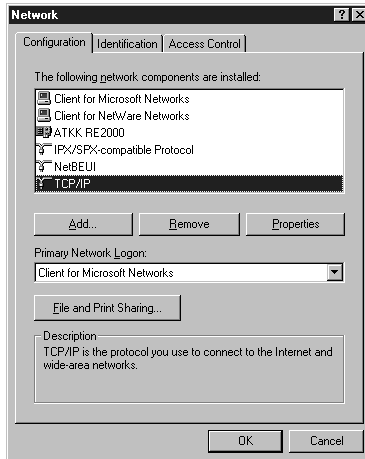 Network
Configuration Identification Access Control
The following network components are installed:
Client for Microsoft Networks
Client for NetWare Networks
ATKK RE2000
IPX/SPX-compatible Protocol
NetBEUI
TCP/IP
Add... Remove Properties
Primary Network Logon:
Client for Microsoft Networks
File and Print Sharing...
Description
TCP/IP is the protocol you use to connect to the Internet and
wide-area networks.
OK Cancel